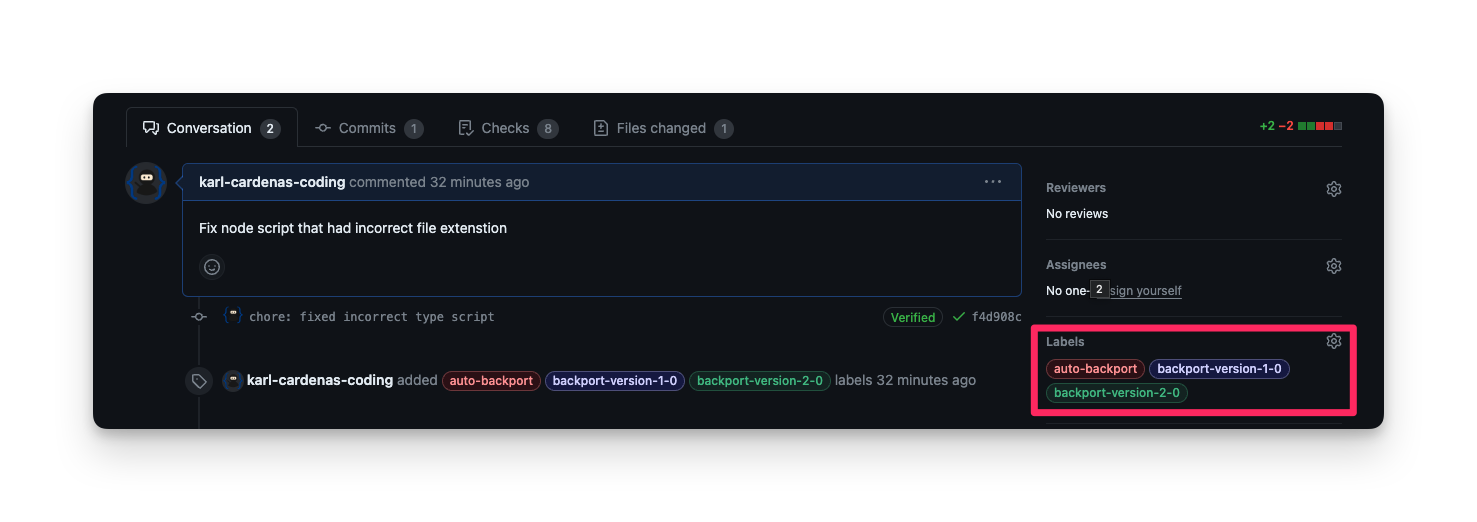 Conversation 2 Commits 1 Checks 8 Files changed 1 +2 −2
karl-cardenas-coding commented 32 minutes ago
Fix node script that had incorrect file extenstion
chore: fixed incorrect type script Verified f4d908c
karl-cardenas-coding added auto-backport backport-version-1-0 backport-version-2-0 labels 32 minutes ago
Reviewers
No reviews
Assignees
No one- 2 sign yourself
Labels
auto-backport backport-version-1-0
backport-version-2-0